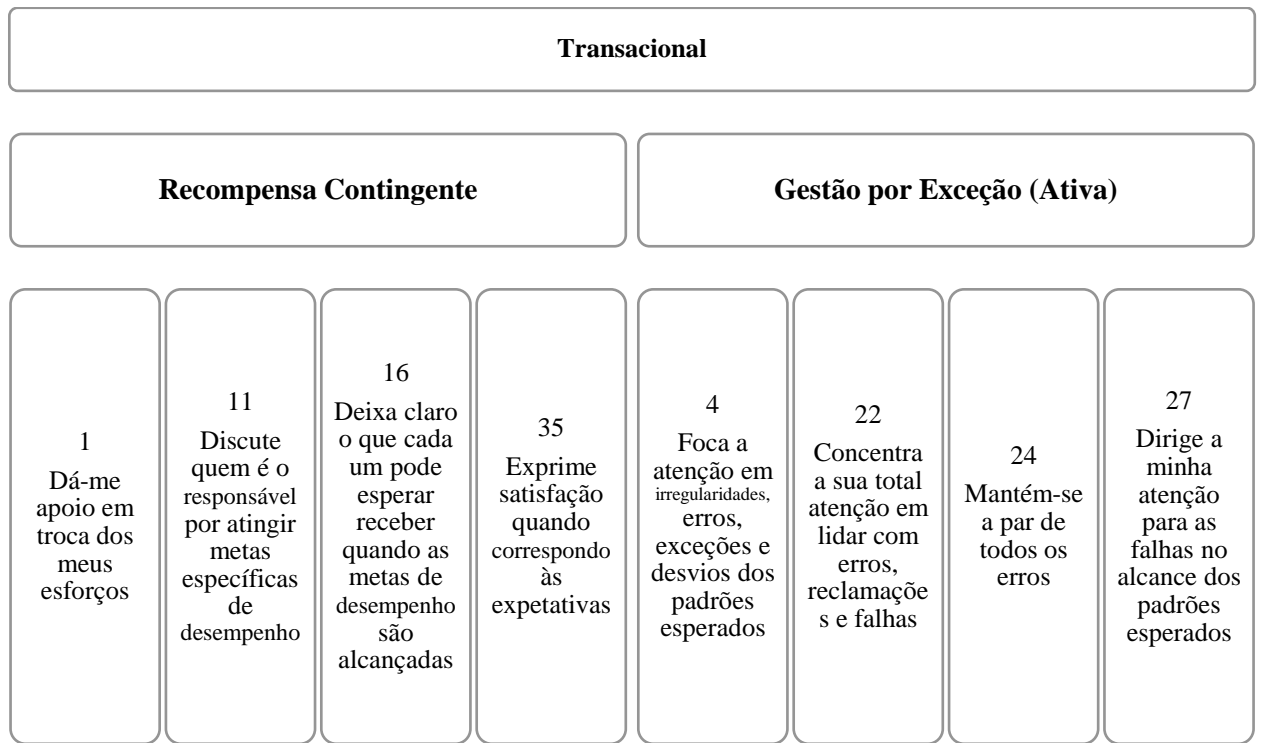 Transacional
Recompensa Contingente
Gestão por Exceção (Ativa)
1
Dá-me
apoio em
troca dos
meus
esforços
11
Discute
quem é o
responsável
por atingir
metas
específicas
de
desempenho
16
Deixa claro
o que cada
um pode
esperar
receber
quando as
metas de
desempenho
são
alcançadas
35
Exprime
satisfação
quando
correspondo
às
expetativas
4
Foca a
atenção em
irregularidades,
erros,
exceções e
desvios dos
padrões
esperados
22
Concentra
a sua total
atenção em
lidar com
erros,
reclamaçõe
s e falhas
24
Mantém-se
a par de
todos os
erros
27
Dirige a
minha
atenção
para as
falhas no
alcance dos
padrões
esperados